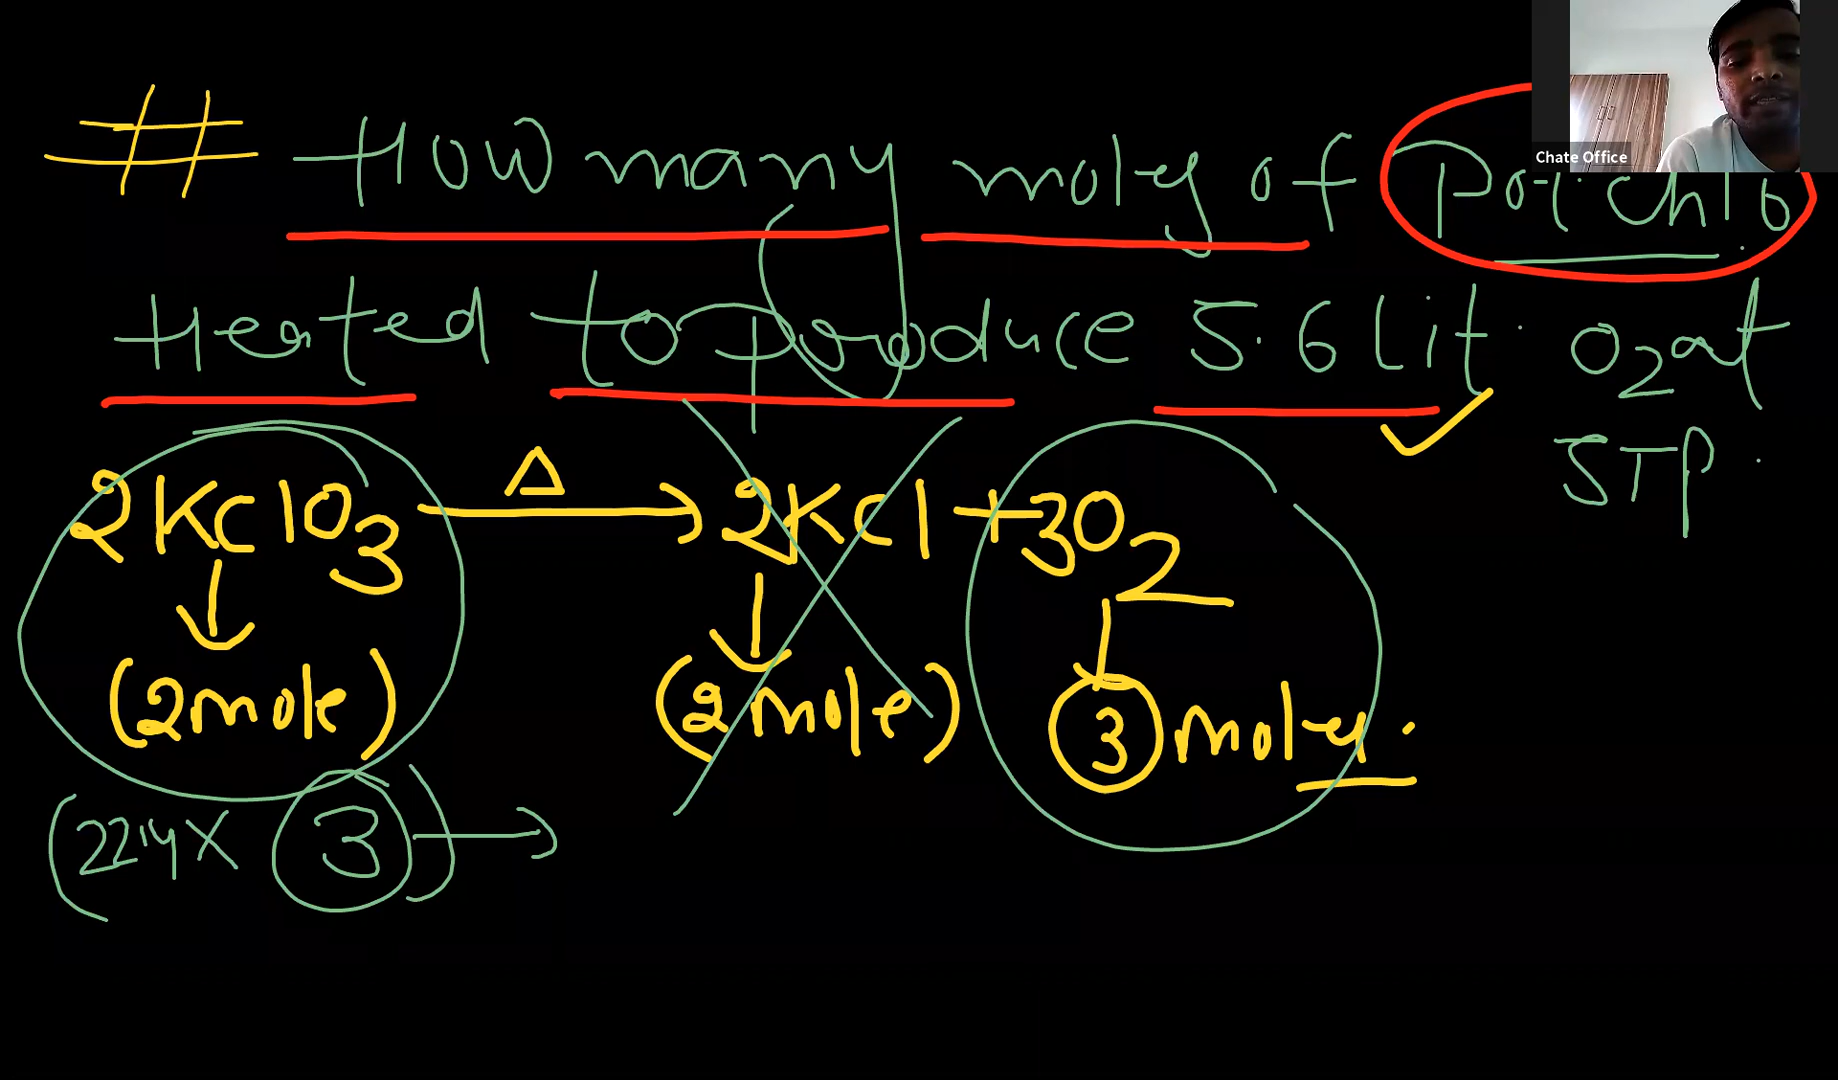 # How many moles of Pot. Chlo
Chate Office
Heated to produce 5.6 lit. O2 at
STP.
2KClO3 Δ→ 2KCl + 3O2
(2mole) (2mole) 3 moles.
(22.4 X 3) →